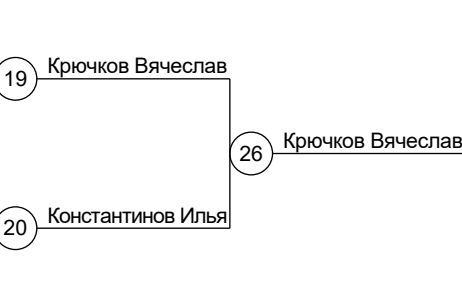 19 Крючков Вячеслав
26 Крючков Вячеслав
20 Константинов Илья